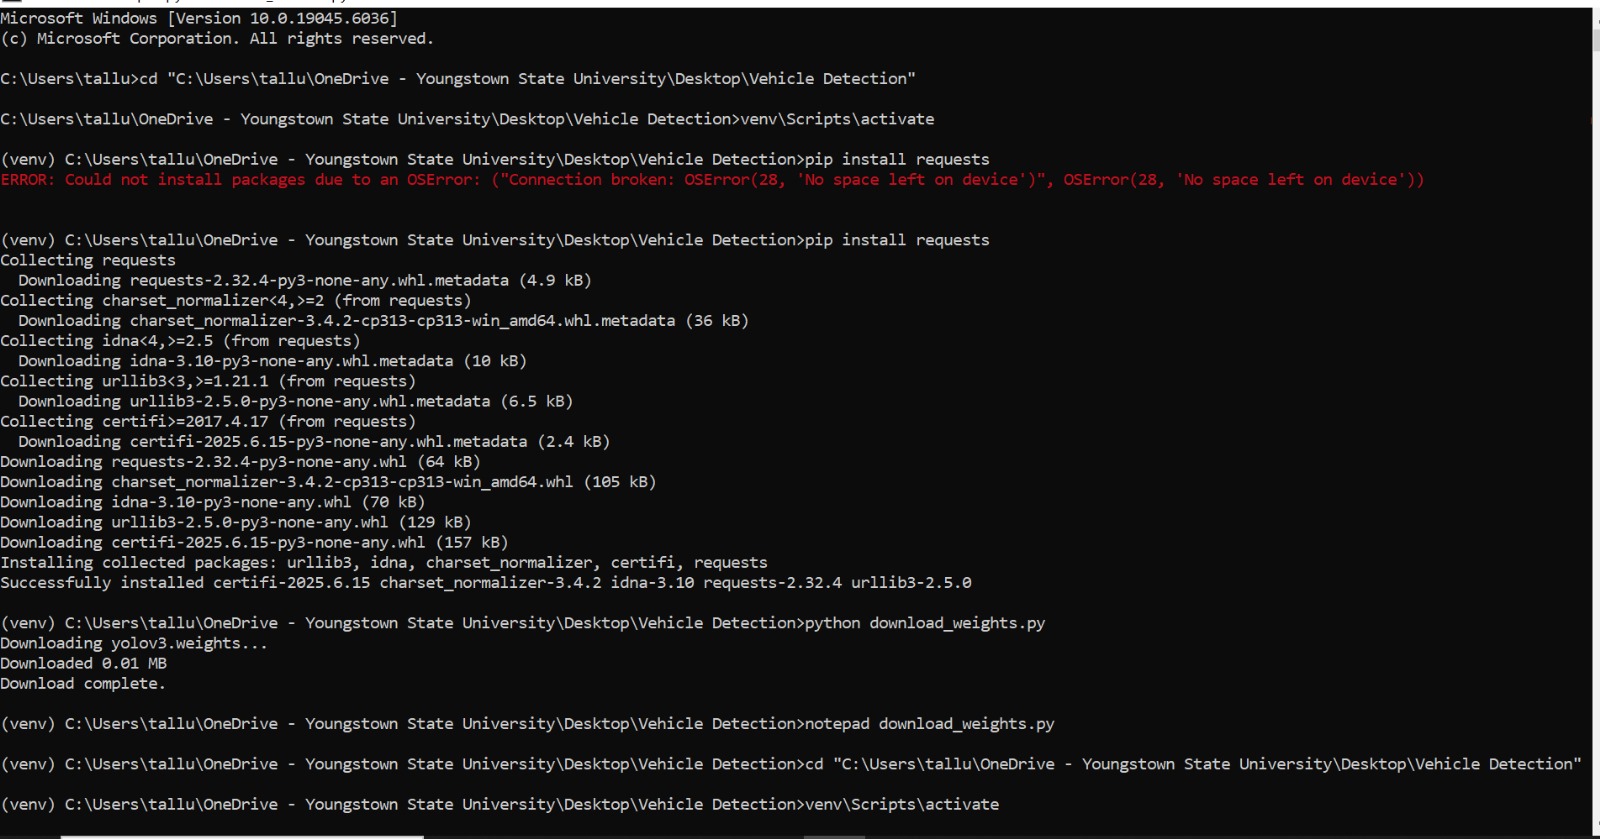 Microsoft Windows [Version 10.0.19045.6036]
(c) Microsoft Corporation. All rights reserved.
C:\Users\tallu>cd "C:\Users\tallu\OneDrive - Youngstown State University\Desktop\Vehicle Detection"
C:\Users\tallu\OneDrive - Youngstown State University\Desktop\Vehicle Detection>venv\Scripts\activate
(venv) C:\Users\tallu\OneDrive - Youngstown State University\Desktop\Vehicle Detection>pip install requests
ERROR: Could not install packages due to an OSError: ("Connection broken: OSError(28, 'No space left on device')", OSError(28, 'No space left on device'))
(venv) C:\Users\tallu\OneDrive - Youngstown State University\Desktop\Vehicle Detection>pip install requests
Collecting requests
  Downloading requests-2.32.4-py3-none-any.whl.metadata (4.9 kB)
Collecting charset_normalizer<4,>=2 (from requests)
  Downloading charset_normalizer-3.4.2-cp313-cp313-win_amd64.whl.metadata (36 kB)
Collecting idna<4,>=2.5 (from requests)
  Downloading idna-3.10-py3-none-any.whl.metadata (10 kB)
Collecting urllib3<3,>=1.21.1 (from requests)
  Downloading urllib3-2.5.0-py3-none-any.whl.metadata (6.5 kB)
Collecting certifi>=2017.4.17 (from requests)
  Downloading certifi-2025.6.15-py3-none-any.whl.metadata (2.4 kB)
Downloading requests-2.32.4-py3-none-any.whl (64 kB)
Downloading charset_normalizer-3.4.2-cp313-cp313-win_amd64.whl (105 kB)
Downloading idna-3.10-py3-none-any.whl (70 kB)
Downloading urllib3-2.5.0-py3-none-any.whl (129 kB)
Downloading certifi-2025.6.15-py3-none-any.whl (157 kB)
Installing collected packages: urllib3, idna, charset_normalizer, certifi, requests
Successfully installed certifi-2025.6.15 charset_normalizer-3.4.2 idna-3.10 requests-2.32.4 urllib3-2.5.0
(venv) C:\Users\tallu\OneDrive - Youngstown State University\Desktop\Vehicle Detection>python download_weights.py
Downloading yolov3.weights...
Downloaded 0.01 MB
Download complete.
(venv) C:\Users\tallu\OneDrive - Youngstown State University\Desktop\Vehicle Detection>notepad download_weights.py
(venv) C:\Users\tallu\OneDrive - Youngstown State University\Desktop\Vehicle Detection>cd "C:\Users\tallu\OneDrive - Youngstown State University\Desktop\Vehicle Detection"
(venv) C:\Users\tallu\OneDrive - Youngstown State University\Desktop\Vehicle Detection>venv\Scripts\activate